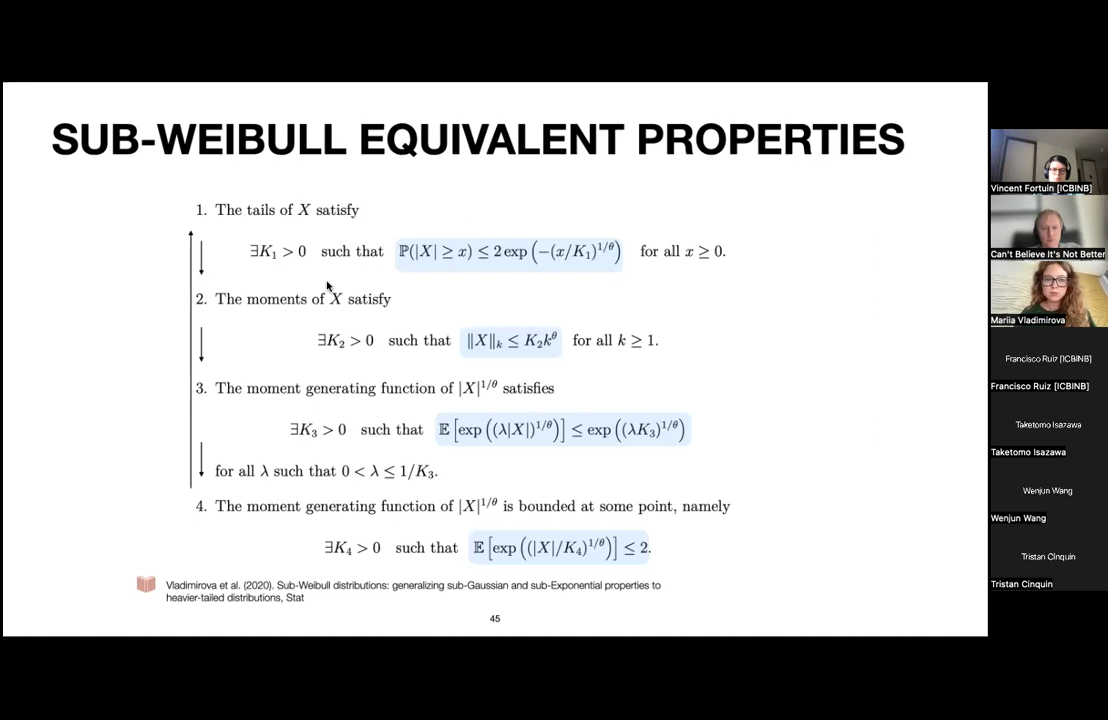 SUB-WEIBULL EQUIVALENT PROPERTIES
1. The tails of X satisfy
∃K₁ > 0 such that ℙ(|X| ≥ x) ≤ 2 exp (−(x/K₁)^{1/θ}) for all x ≥ 0.
2. The moments of X satisfy
∃K₂ > 0 such that ‖X‖ₖ ≤ K₂k^θ for all k ≥ 1.
3. The moment generating function of |X|^{1/θ} satisfies
∃K₃ > 0 such that 𝔼 [exp ((λ|X|)^{1/θ})] ≤ exp ((λK₃)^{1/θ})
for all λ such that 0 < λ ≤ 1/K₃.
4. The moment generating function of |X|^{1/θ} is bounded at some point, namely
∃K₄ > 0 such that 𝔼 [exp ((|X|/K₄)^{1/θ})] ≤ 2.
Vladimirova et al. (2020). Sub-Weibull distributions: generalizing sub-Gaussian and sub-Exponential properties to
heavier-tailed distributions, Stat
45
Vincent Fortuin [ICBINB]
Can't Believe It's Not Better
Mariia Vladimirova
Francisco Ruiz [ICBINB]
Francisco Ruiz [ICBINB]
Taketomo Isazawa
Taketomo Isazawa
Wenjun Wang
Wenjun Wang
Tristan Cinquin
Tristan Cinquin